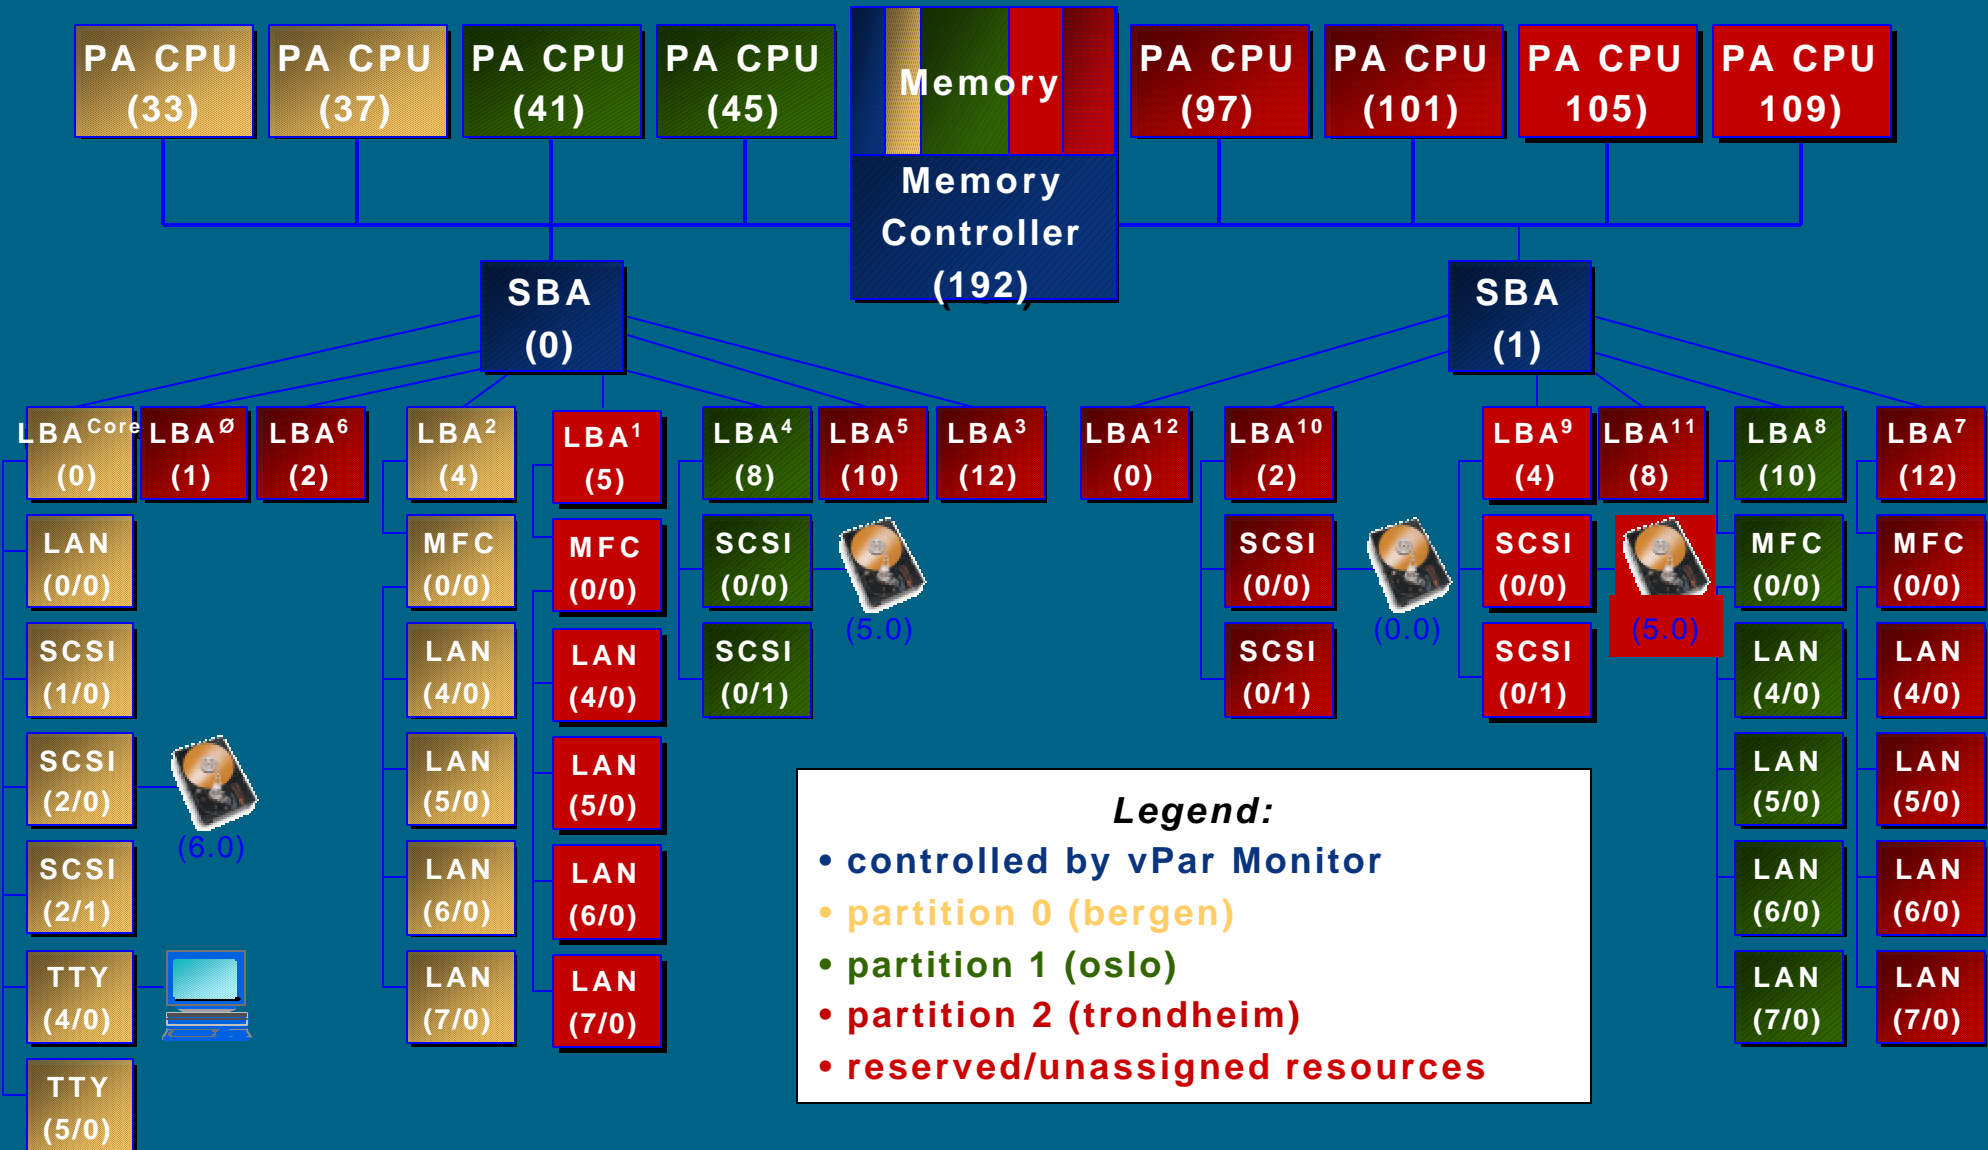 PA CPU
(33)
PA CPU
(37)
PA CPU
(41)
PA CPU
(45)
Memory
PA CPU
(97)
PA CPU
(101)
PA CPU
105)
PA CPU
109)
Memory
Controller
(192)
SBA
(0)
SBA
(1)
LBA Core
(0)
LBA Ø
(1)
LBA 6
(2)
LBA 2
(4)
LBA 1
(5)
LBA 4
(8)
LBA 5
(10)
LBA 3
(12)
LBA 12
(0)
LBA 10
(2)
LBA 9
(4)
LBA 11
(8)
LBA 8
(10)
LBA 7
(12)
LAN
(0/0)
SCSI
(1/0)
SCSI
(2/0)
(6.0)
SCSI
(2/1)
TTY
(4/0)
TTY
(5/0)
MFC
(0/0)
LAN
(4/0)
LAN
(5/0)
LAN
(6/0)
LAN
(7/0)
MFC
(0/0)
LAN
(4/0)
LAN
(5/0)
LAN
(6/0)
LAN
(7/0)
SCSI
(0/0)
(5.0)
SCSI
(0/1)
SCSI
(0/0)
(0.0)
SCSI
(0/1)
SCSI
(0/0)
(5.0)
SCSI
(0/1)
MFC
(0/0)
LAN
(4/0)
LAN
(5/0)
LAN
(6/0)
LAN
(7/0)
MFC
(0/0)
LAN
(4/0)
LAN
(5/0)
LAN
(6/0)
LAN
(7/0)
Legend:
• controlled by vPar Monitor
• partition 0 (bergen)
• partition 1 (oslo)
• partition 2 (trondheim)
• reserved/unassigned resources